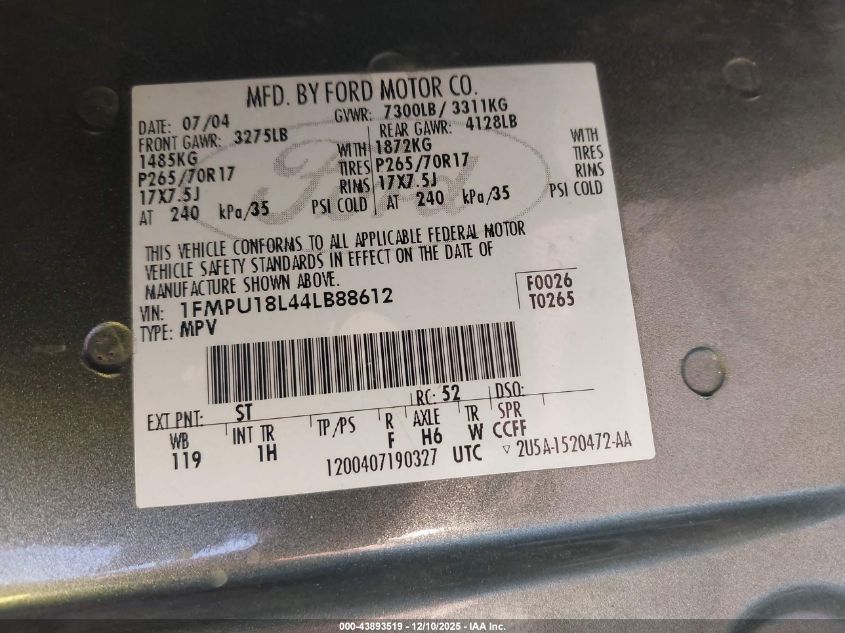 MFD. BY FORD MOTOR CO.
DATE: 07/04 GVWR: 7300LB/ 3311KG
FRONT GAWR: 3275LB REAR GAWR: 4128LB
1485KG WITH 1872KG WITH
P265/70R17 TIRES P265/70R17 TIRES
17X7.5J RIMS 17X7.5J RIMS
AT 240 kPa/35 PSI COLD AT 240 kPa/35 PSI COLD
THIS VEHICLE CONFORMS TO ALL APPLICABLE FEDERAL MOTOR
VEHICLE SAFETY STANDARDS IN EFFECT ON THE DATE OF
MANUFACTURE SHOWN ABOVE.
VIN: 1FMPU18L44LB88612 F0026
TYPE: MPV T0265
Ford
EXT PNT: ST RC: 52 DSO:
WB INT TR TP/PS R AXLE TR SPR
119 1H F H6 W CCFF
1200407190327 UTC ▽ 2U5A-1520472-AA
000-43893519 - 12/10/2025 - IAA Inc.